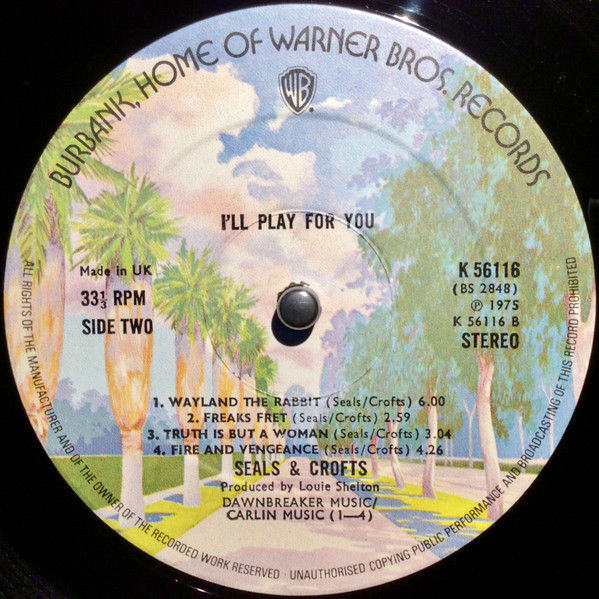 BURBANK, HOME OF WARNER BROS. RECORDS
WB
I'LL PLAY FOR YOU
Made in UK
33⅓ RPM
SIDE TWO
K 56116
(BS 2848)
℗ 1975
K 56116 B
STEREO
1. WAYLAND THE RABBIT (Seals/Crofts) 6.00
2. FREAKS FRET (Seals/Crofts) 2.59
3. TRUTH IS BUT A WOMAN (Seals/Crofts) 3.04
4. FIRE AND VENGEANCE (Seals/Crofts) 4.26
SEALS & CROFTS
Produced by Louie Shelton
DAWNBREAKER MUSIC/
CARLIN MUSIC (1—4)
ALL RIGHTS OF THE MANUFACTURER AND OF THE OWNER OF THE RECORDED WORK RESERVED · UNAUTHORISED COPYING PUBLIC PERFORMANCE AND BROADCASTING OF THIS RECORD PROHIBITED